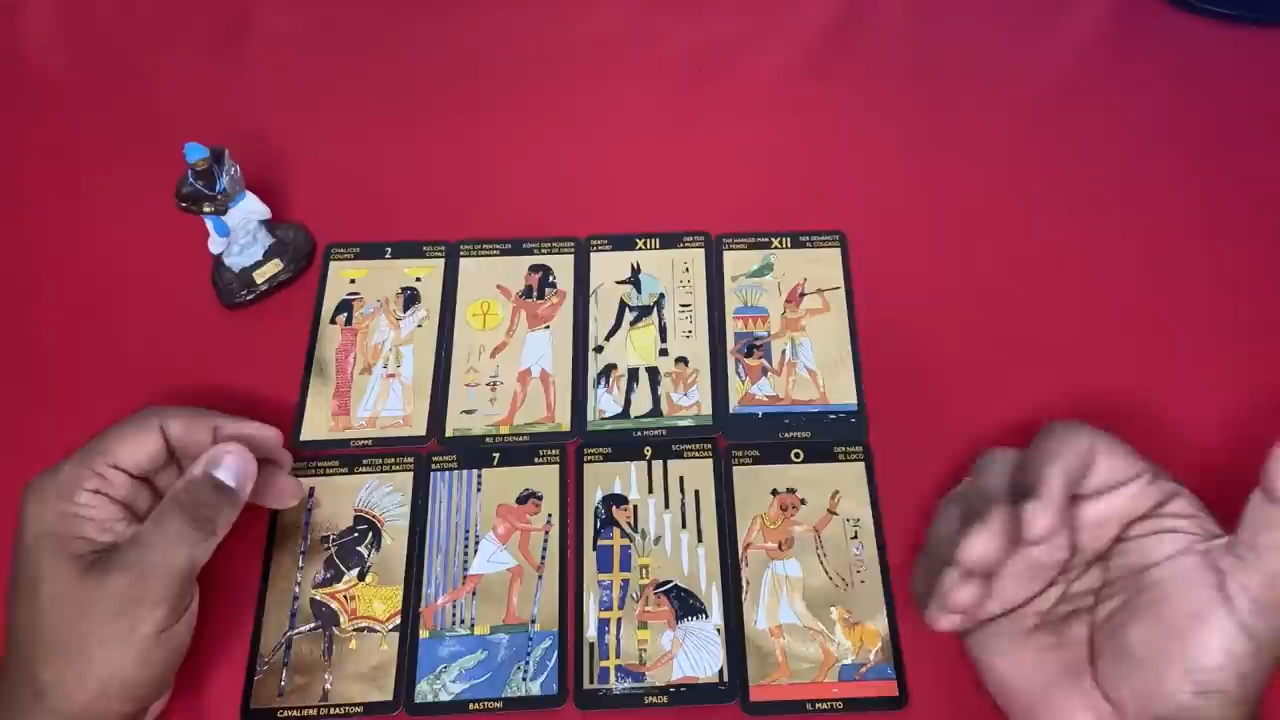 CHALICES
COUPES
2
KELCHE
COPAS
COPPE
KING OF PENTACLES
ROI DE DENIERS
KÖNIG DER MÜNZEN
EL REY DE OROS
RE DI DENARI
DEATH
LA MORT
XIII
DER TOD
LA MUERTE
LA MORTE
THE HANGED MAN
LE PENDU
XII
DER GEHÄNGTE
EL COLGADO
L'APPESO
KNIGHT OF WANDS
RITTER DER STÄBE
CABALLO DE BASTOS
CAVALIERE DI BASTONI
WANDS
BATONS
7
STÄBE
BASTOS
BASTONI
SWORDS
EPEES
9
SCHWERTER
ESPADAS
SPADE
THE FOOL
LE FOU
0
DER NARR
EL LOCO
IL MATTO